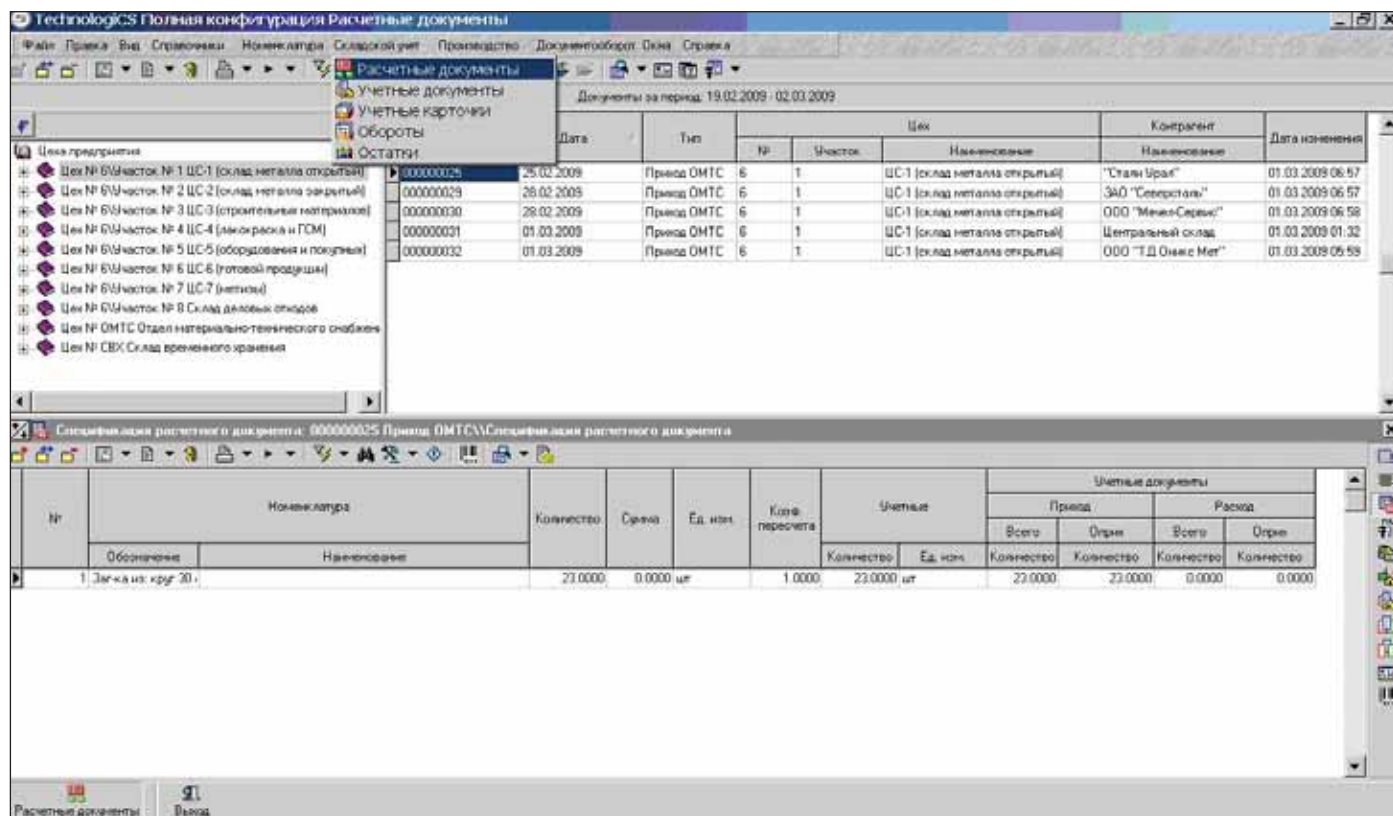 TechnologiCS Полная конфигурация Расчетные документы
Файл Правка Вид Справочники Номенклатура Складской учет Производство Документооборот Окна Справка
Расчетные документы
Учетные документы
Учетные карточки
Обороты
Остатки
Документы за период: 19.02.2009 - 02.03.2009
Дата Тип Цех Контрагент Дата изменения
№ Участок Наименование Наименование
Цеха предприятия
Цех № 6\Участок № 1 ЦС-1 (склад металла открытый)
Цех № 6\Участок № 2 ЦС-2 (склад металла закрытый)
Цех № 6\Участок № 3 ЦС-3 (строительных материалов)
Цех № 6\Участок № 4 ЦС-4 (лакокраска и ГСМ)
Цех № 6\Участок № 5 ЦС-5 (оборудования и покупных)
Цех № 6\Участок № 6 ЦС-6 (готовой продукции)
Цех № 6\Участок № 7 ЦС-7 (метизы)
Цех № 6\Участок № 8 Склад деловых отходов
Цех № ОМТС Отдел материально-технического снабжен
Цех № СВХ Склад временного хранения
000000025 25.02.2009 Приход ОМТС 6 1 ЦС-1 (склад металла открытый) "Стали Урал" 01.03.2009 06:57
000000029 28.02.2009 Приход ОМТС 6 1 ЦС-1 (склад металла открытый) ЗАО "Северсталь" 01.03.2009 06:57
000000030 28.02.2009 Приход ОМТС 6 1 ЦС-1 (склад металла открытый) ООО "Мечел-Сервис" 01.03.2009 06:58
000000031 01.03.2009 Приход ОМТС 6 1 ЦС-1 (склад металла открытый) Центральный склад 01.03.2009 01:32
000000032 01.03.2009 Приход ОМТС 6 1 ЦС-1 (склад металла открытый) ООО "Т.Д Оникс Мет" 01.03.2009 05:59
Спецификация расчетного документа: 000000025 Приход ОМТС\\Спецификация расчетного документа
№ Номенклатура Количество Сумма Ед. изм. Коэф. пересчета Учетные Учетные документы
Приход Расход
Всего Оприх Всего Оприх
Обозначение Наименование Количество Ед. изм. Количество Количество Количество Количество
1 Заг-ка из: круг 30 23.0000 0.0000 шт 1.0000 23.0000 шт 23.0000 23.0000 0.0000 0.0000
Расчетные документы Выход